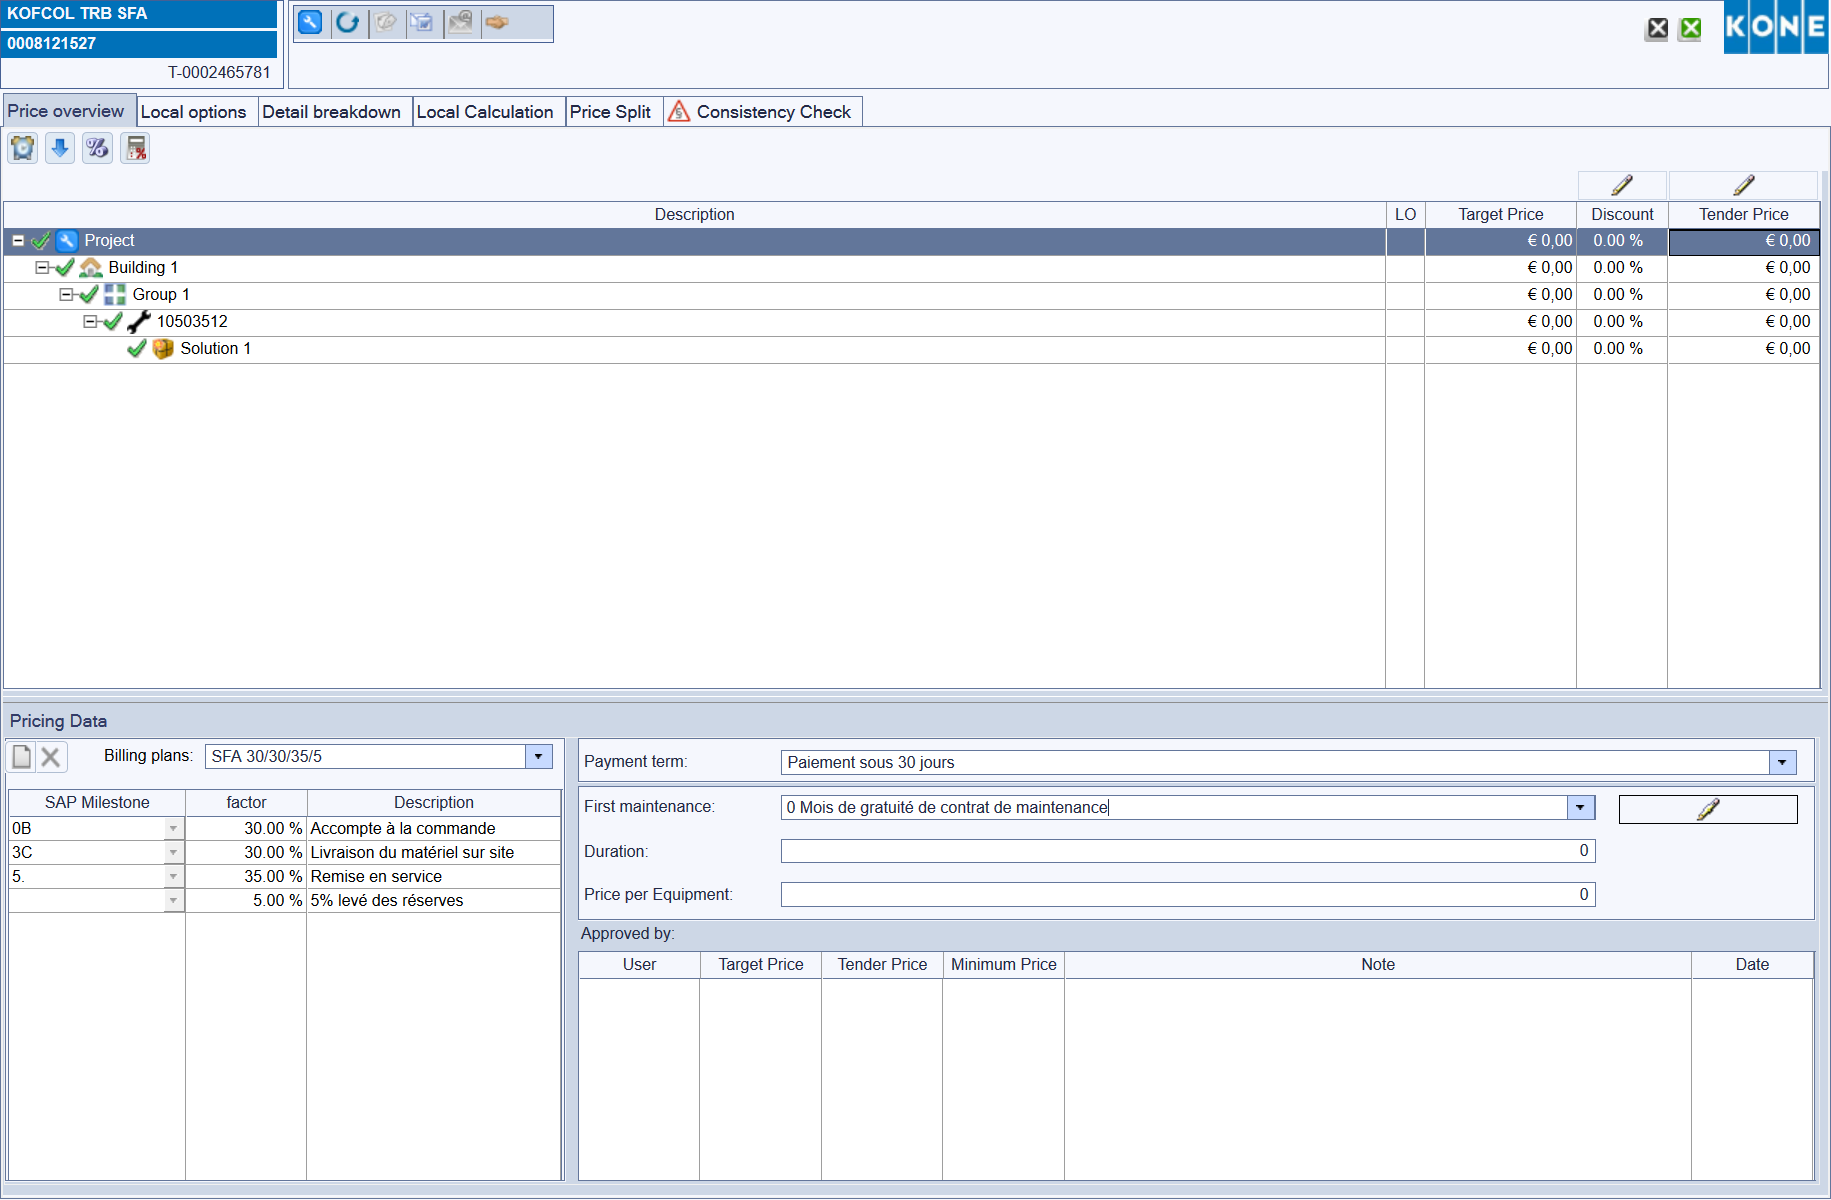 KOFCOL TRB SFA
0008121527
T-0002465781
KONE
Price overview
Local options
Detail breakdown
Local Calculation
Price Split
Consistency Check
Description LO Target Price Discount Tender Price
Project € 0,00 0.00 % € 0,00
Building 1 € 0,00 0.00 % € 0,00
Group 1 € 0,00 0.00 % € 0,00
10503512 € 0,00 0.00 % € 0,00
Solution 1 € 0,00 0.00 % € 0,00
Pricing Data
Billing plans: SFA 30/30/35/5
SAP Milestone factor Description
0B 30.00 % Accompte à la commande
3C 30.00 % Livraison du matériel sur site
5. 35.00 % Remise en service
5.00 % 5% levé des réserves
Payment term: Paiement sous 30 jours
First maintenance: 0 Mois de gratuité de contrat de maintenance
Duration: 0
Price per Equipment: 0
Approved by:
User Target Price Tender Price Minimum Price Note Date